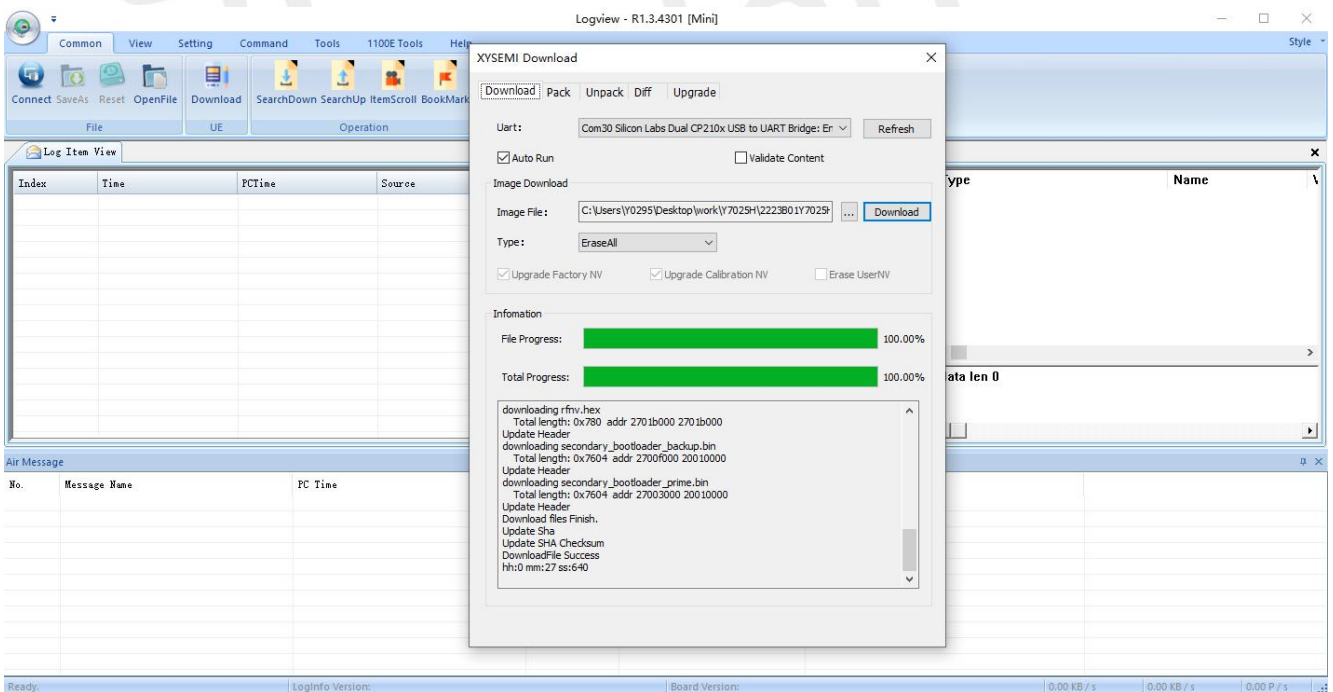 Logview - R1.3.4301 [Mini]
Common View Setting Command Tools 1100E Tools Help
Style
Connect SaveAs Reset OpenFile Download SearchDown SearchUp ItemScroll BookMark
File UE Operation
Log Item View
Index Time PCTime Source
Type Name
data len 0
Air Message
No. Message Name PC Time
XYSEMI Download
Download Pack Unpack Diff Upgrade
Uart: Com30 Silicon Labs Dual CP210x USB to UART Bridge: Er Refresh
Auto Run Validate Content
Image Download
Image File: C:\Users\Y0295\Desktop\work\Y7025H\2223B01Y7025H ... Download
Type: EraseAll
Upgrade Factory NV Upgrade Calibration NV Erase UserNV
Infomation
File Progress: 100.00%
Total Progress: 100.00%
downloading rfnv.hex
Total length: 0x780 addr 2701b000 2701b000
Update Header
downloading secondary_bootloader_backup.bin
Total length: 0x7604 addr 2700f000 20010000
Update Header
downloading secondary_bootloader_prime.bin
Total length: 0x7604 addr 27003000 20010000
Update Header
Download files Finish.
Update Sha
Update SHA Checksum
DownloadFile Success
hh:0 mm:27 ss:640
Ready. LogInfo Version: Board Version: 0.00 KB / s 0.00 KB / s 0.00 P / s